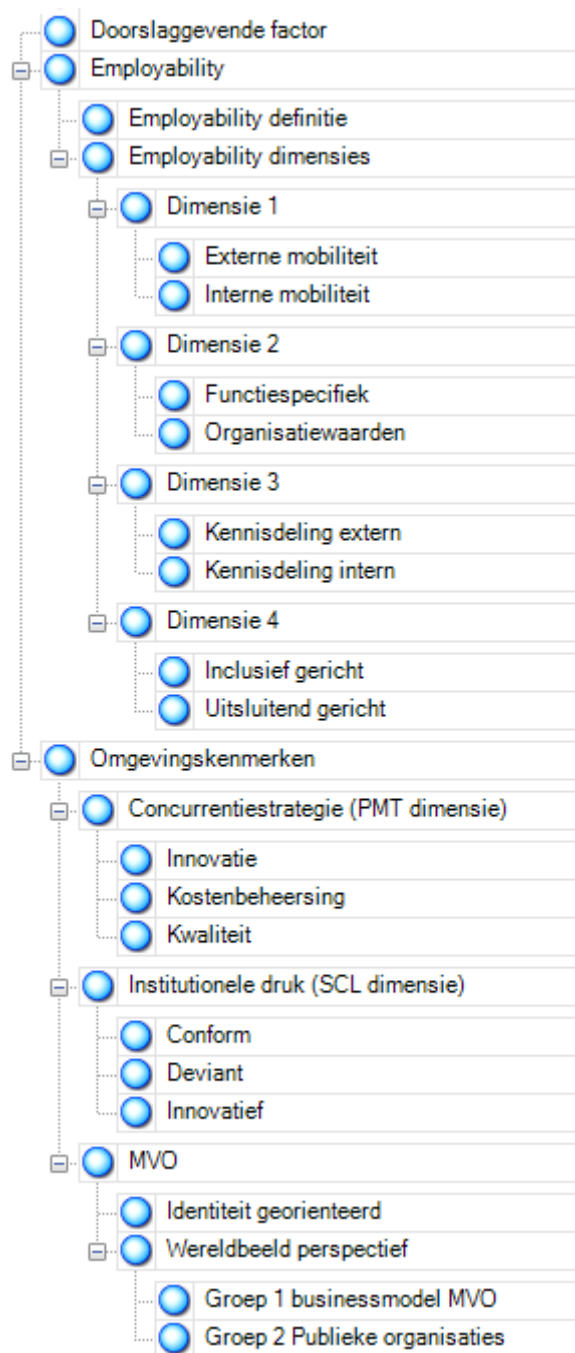 Doorslaggevende factor
Employability
Employability definitie
Employability dimensies
Dimensie 1
Externe mobiliteit
Interne mobiliteit
Dimensie 2
Functiespecifiek
Organisatiewaarden
Dimensie 3
Kennisdeling extern
Kennisdeling intern
Dimensie 4
Inclusief gericht
Uitsluitend gericht
Omgevingskenmerken
Concurrentiestrategie (PMT dimensie)
Innovatie
Kostenbeheersing
Kwaliteit
Institutionele druk (SCL dimensie)
Conform
Deviant
Innovatief
MVO
Identiteit georienteerd
Wereldbeeld perspectief
Groep 1 businessmodel MVO
Groep 2 Publieke organisaties